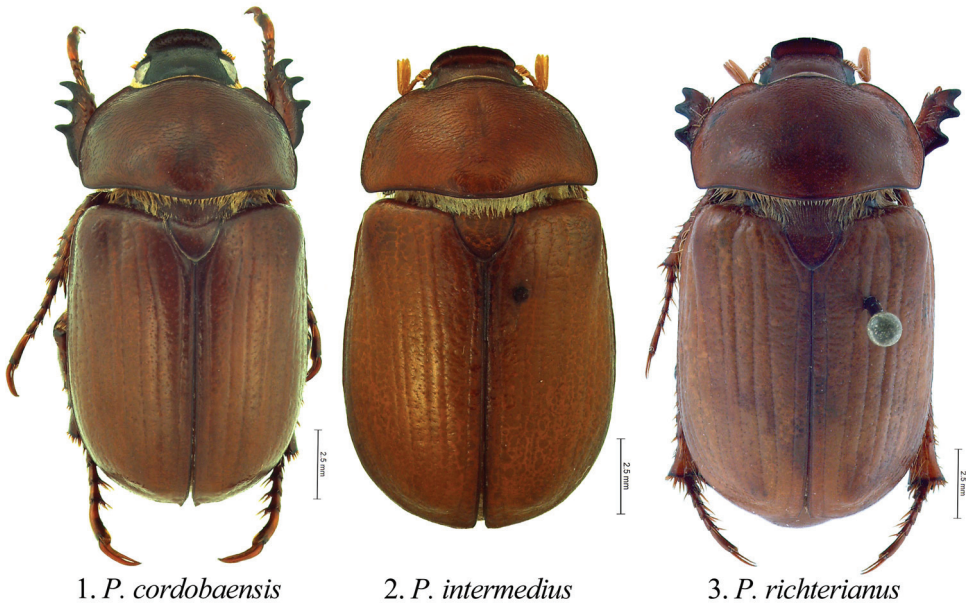 2.5 mm
2.5 mm
2.5 mm
1. P. cordobaensis
2. P. intermedius
3. P. richterianus